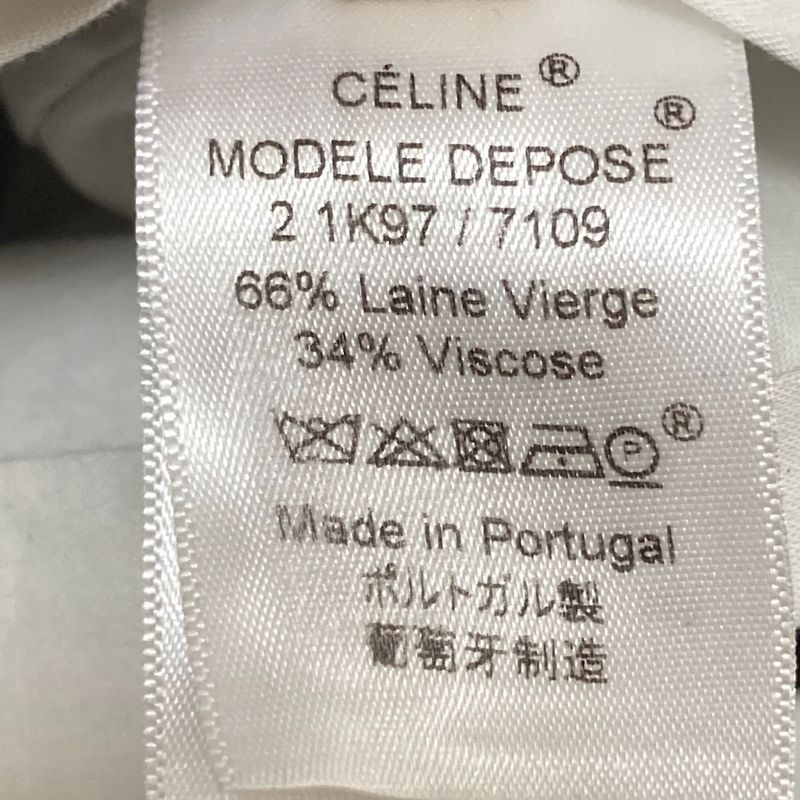 CÉLINE ®
MODELE DEPOSE ®
2 1K97 / 7109
66% Laine Vierge
34% Viscose
P ®
Made in Portugal
ポルトガル製
葡萄牙制造